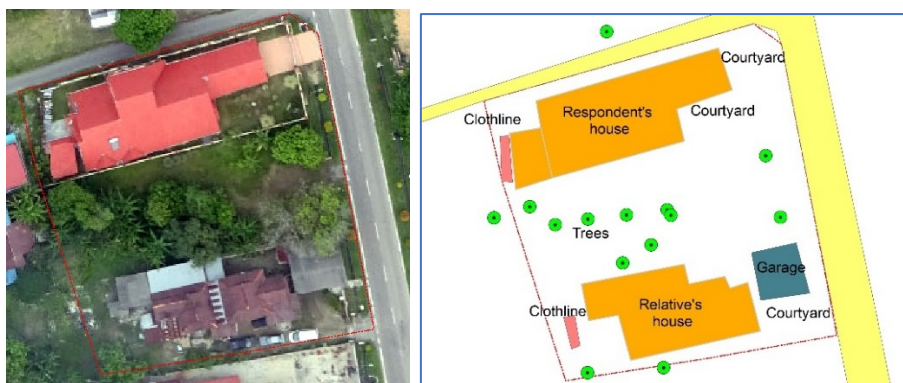 Courtyard
Respondent's
house
Courtyard
Clothline
Trees
Garage
Relative's
house
Clothline
Courtyard